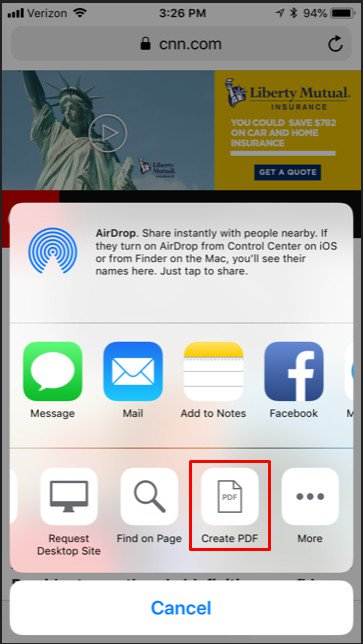 Verizon 3:26 PM 94%
cnn.com
Liberty Mutual.
INSURANCE
YOU COULD SAVE $782
ON CAR AND HOME
INSURANCE
Liberty Mutual
INSURANCE
GET A QUOTE
AirDrop. Share instantly with people nearby. If
they turn on AirDrop from Control Center on iOS
or from Finder on the Mac, you'll see their
names here. Just tap to share.
Message Mail Add to Notes Facebook
PDF
Request
Desktop Site
Find on Page Create PDF More
Cancel